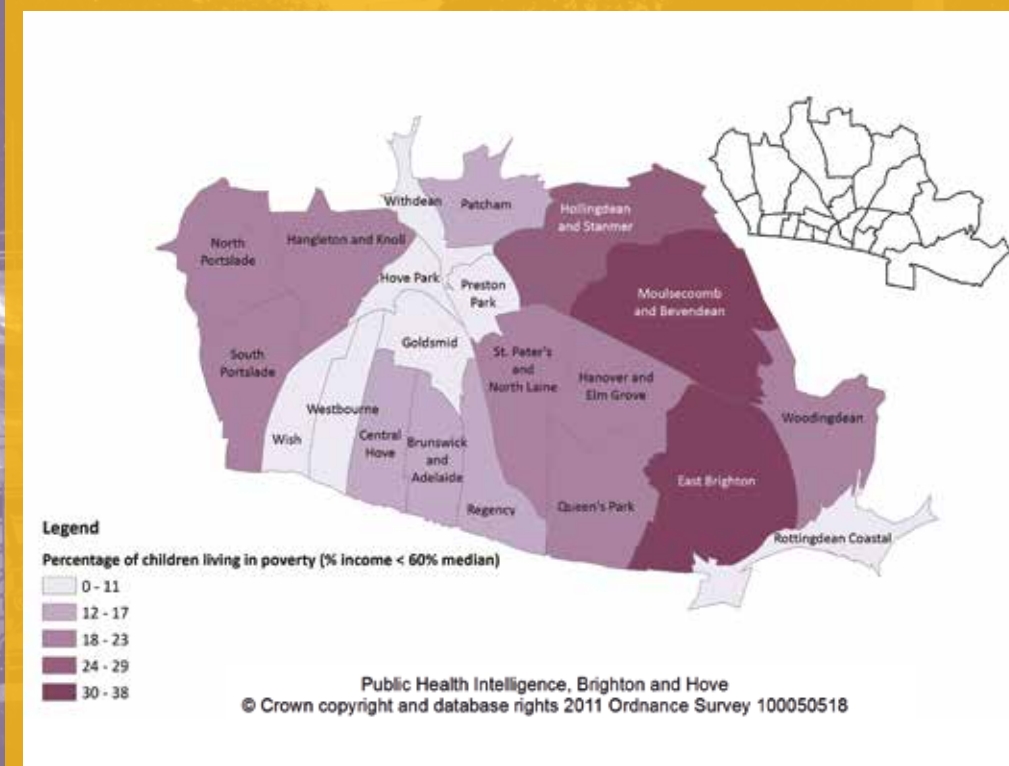 Withdean
Patcham
Hollingdean
and Stanmer
North
Portslade
Hangleton and Knoll
Hove Park
Preston
Park
Moulsecoomb
and Bevendean
Goldsmid
South
Portslade
St. Peter's
and
North Laine
Hanover and
Elm Grove
Westbourne
Wish
Central
Hove
Brunswick
and
Adelaide
Woodingdean
East Brighton
Regency
Queen's Park
Rottingdean Coastal
Legend
Percentage of children living in poverty (% income < 60% median)
0 - 11
12 - 17
18 - 23
24 - 29
30 - 38
Public Health Intelligence, Brighton and Hove
© Crown copyright and database rights 2011 Ordnance Survey 100050518